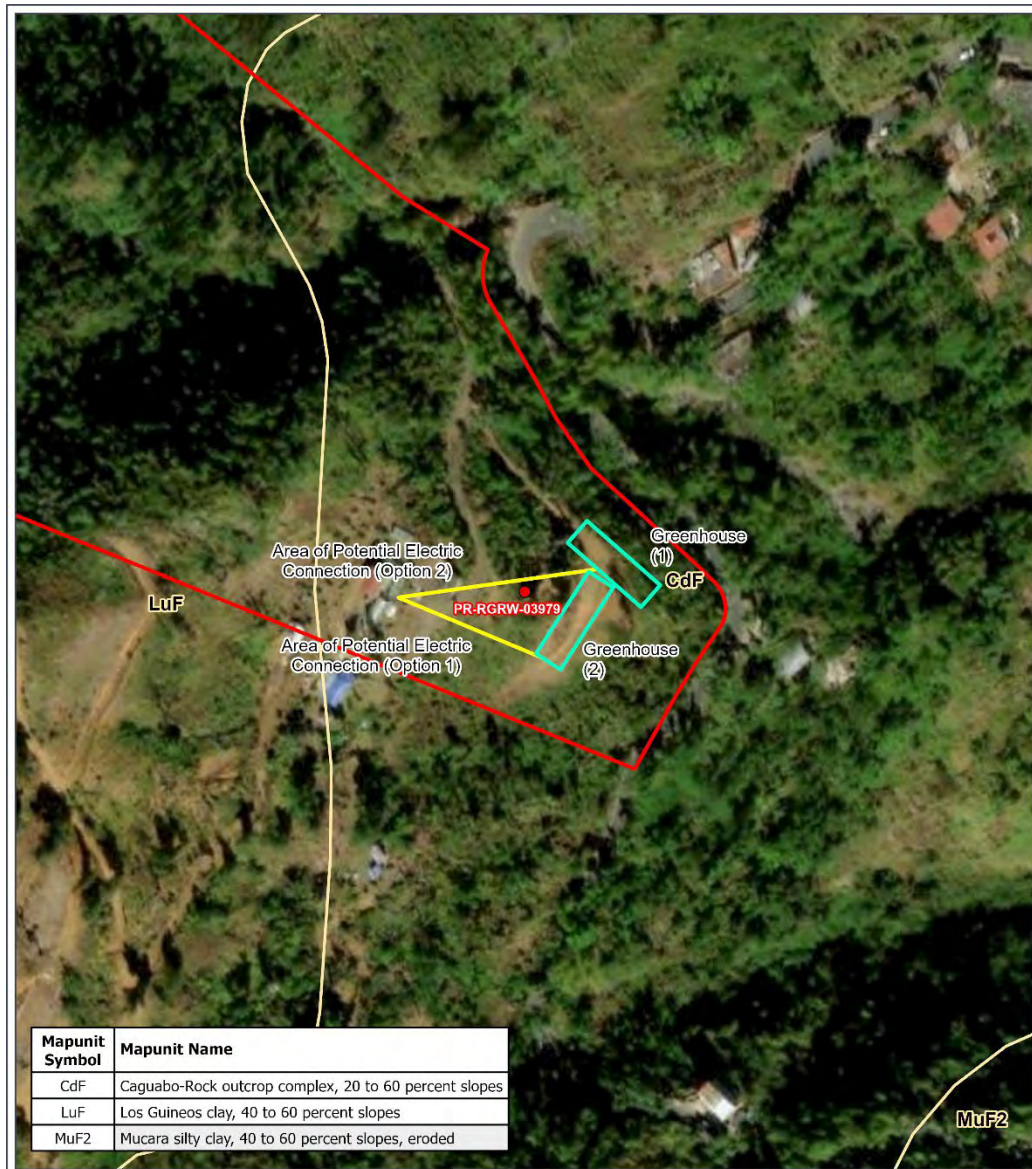 Area of Potential Electric
Connection (Option 2)
Greenhouse
(1)
CdF
LuF
PR-RGRW-03979
Area of Potential Electric
Connection (Option 1)
Greenhouse
(2)
Mapunit Symbol Mapunit Name
CdF Caguabo-Rock outcrop complex, 20 to 60 percent slopes
LuF Los Guineos clay, 40 to 60 percent slopes
MuF2 Mucara silty clay, 40 to 60 percent slopes, eroded
MuF2